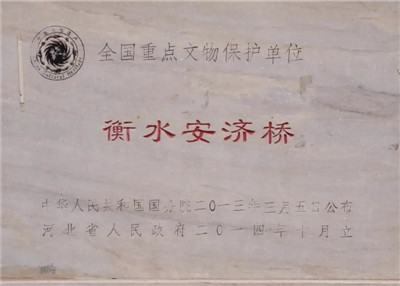 全国重点文物保护单位
衡水安济桥
中华人民共和国国务院二〇一三年三月五日公布
河北省人民政府二〇一四年十月立